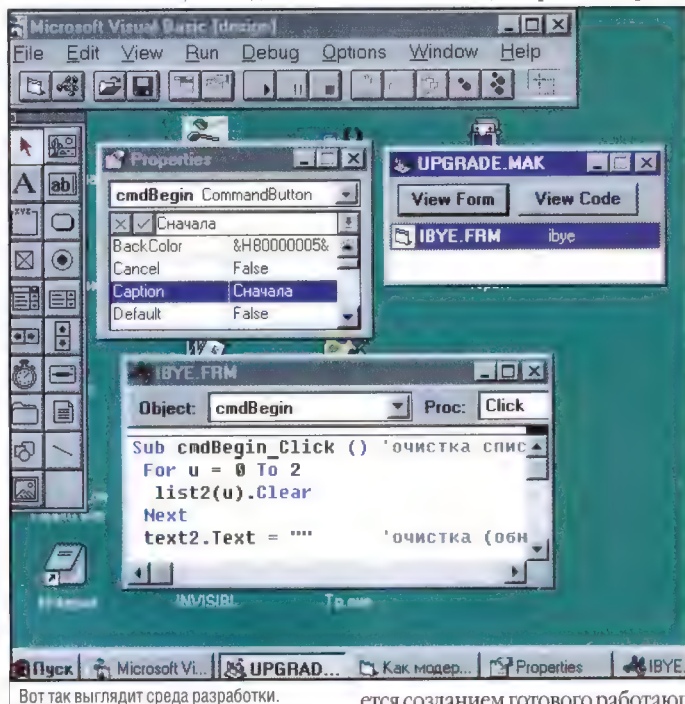 Microsoft Visual Basic [design]
File Edit View Run Debug Options Window Help
Properties
cmdBegin CommandButton
Сначала
BackColor &H80000005&
Cancel False
Caption Сначала
Default False
UPGRADE.MAK
View Form View Code
IBYE.FRM ibye
A ab
XYZ
IBYE.FRM
Object: cmdBegin Proc: Click
Sub cmdBegin_Click () 'очистка спис
For u = 0 To 2
list2(u).Clear
Next
text2.Text = "" 'очистка (обн
INVISIBL
Пуск Microsoft Vi... UPGRAD... Как модер... Properties IBYE.
Вот так выглядит среда разработки.
ется созданием готового работаю